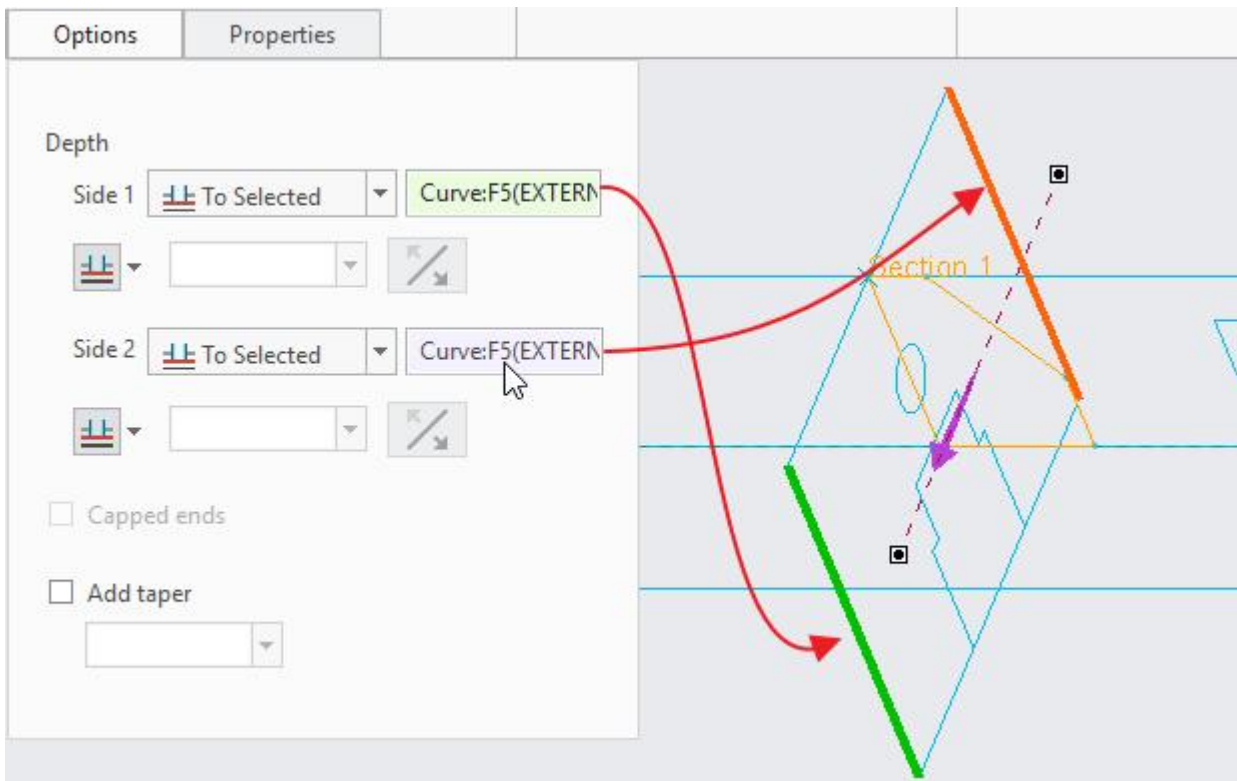 Options Properties
Depth
Side 1 To Selected Curve:F5(EXTERN
Section 1
Side 2 To Selected Curve:F5(EXTERN
Capped ends
Add taper